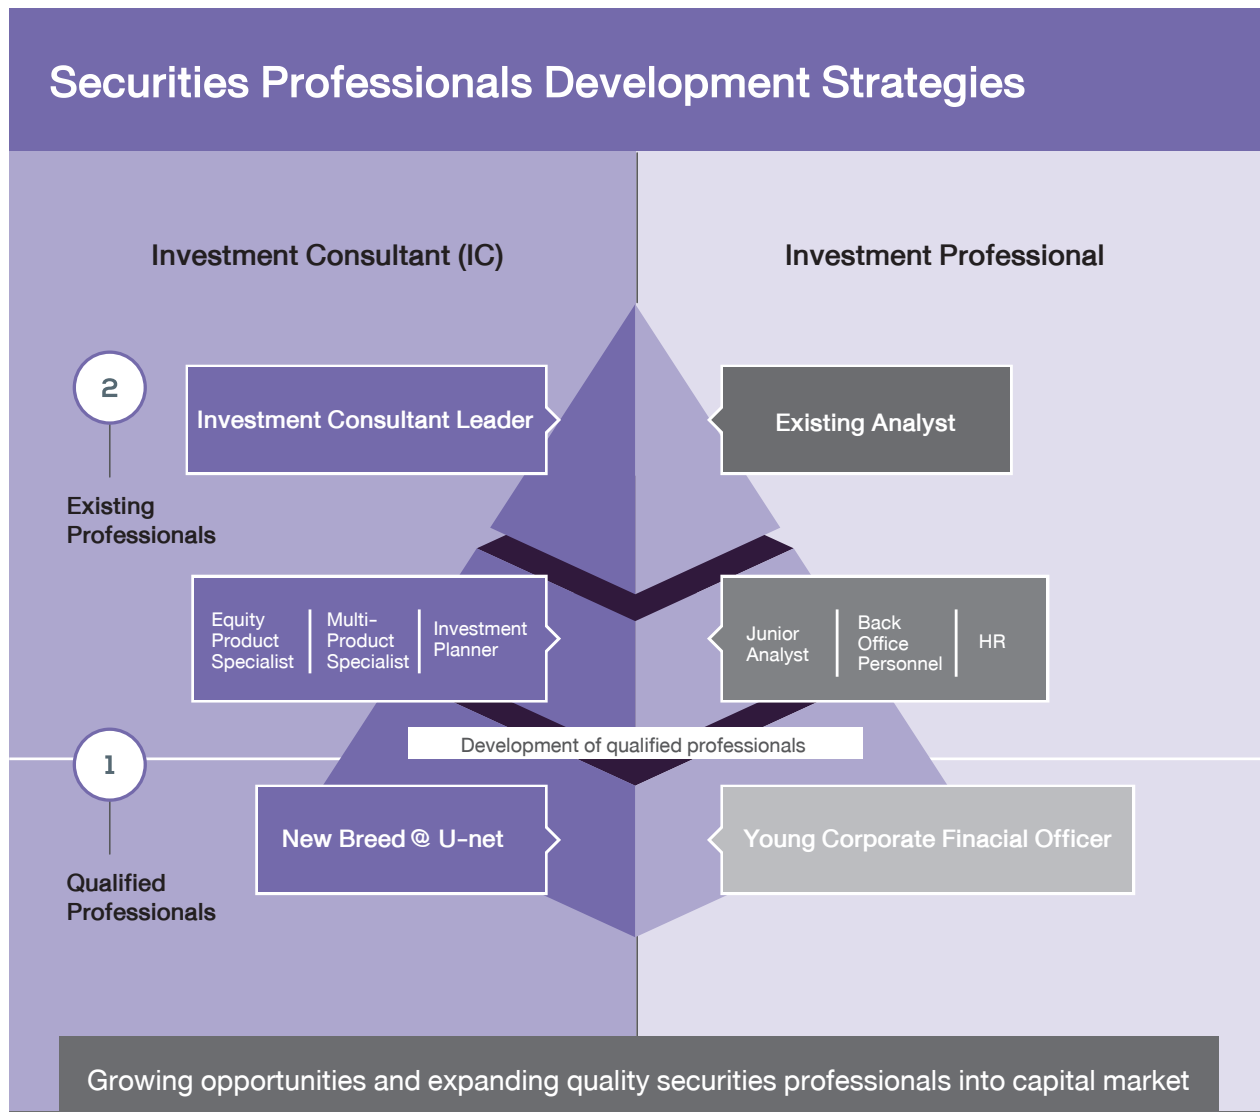 Securities Professionals Development Strategies
Investment Consultant (IC)
Investment Professional
2
Existing
Professionals
Investment Consultant Leader
Existing Analyst
Equity
Product
Specialist
Multi-
Product
Specialist
Investment
Planner
Junior
Analyst
Back
Office
Personnel
HR
Development of qualified professionals
1
Qualified
Professionals
New Breed @ U-net
Young Corporate Finacial Officer
Growing opportunities and expanding quality securities professionals into capital market